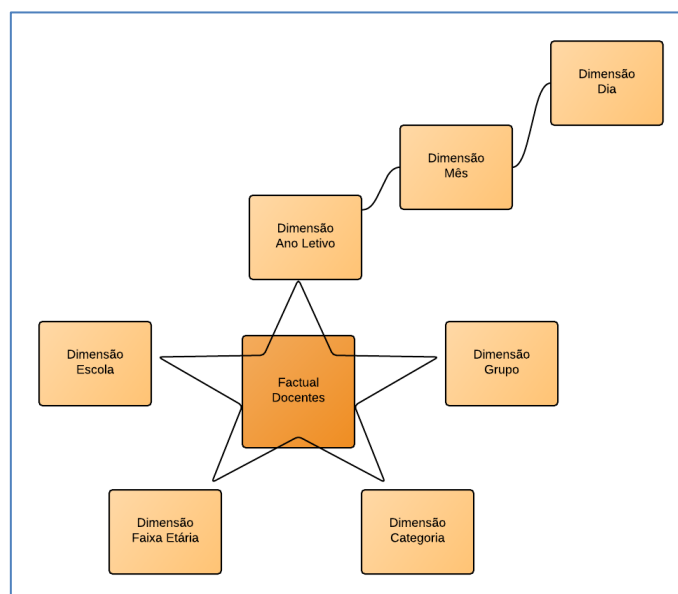 Dimensão
Dia
Dimensão
Mês
Dimensão
Ano Letivo
Dimensão
Escola
Factual
Docentes
Dimensão
Grupo
Dimensão
Faixa Etária
Dimensão
Categoria